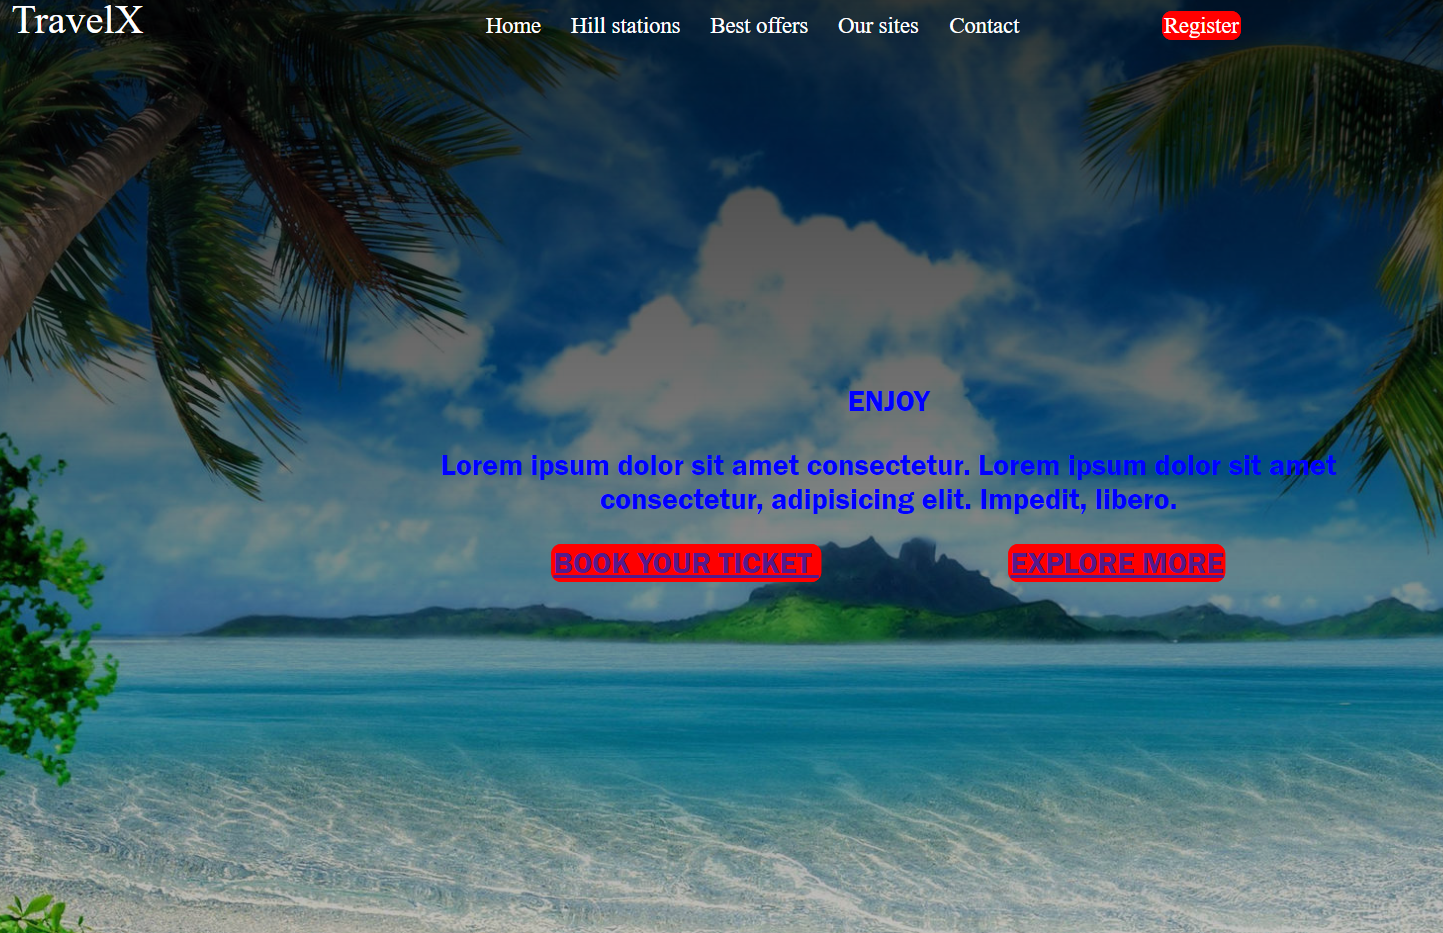 TravelX
Home Hill stations Best offers Our sites Contact Register
ENJOY
Lorem ipsum dolor sit amet consectetur. Lorem ipsum dolor sit amet
consectetur, adipisicing elit. Impedit, libero.
BOOK YOUR TICKET EXPLORE MORE